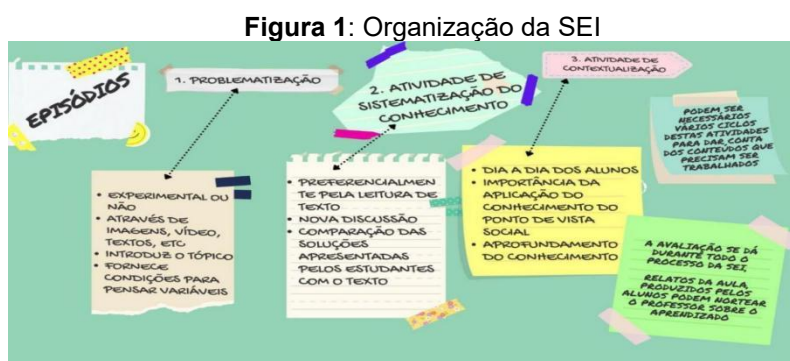 Figura 1: Organização da SEI
EPISÓDIOS
1. PROBLEMATIZAÇÃO
2. ATIVIDADE DE
SISTEMATIZAÇÃO DO
CONHECIMENTO
3. ATIVIDADE DE
CONTEXTUALIZAÇÃO
• EXPERIMENTAL OU
NÃO
• ATRAVÉS DE
IMAGENS, VÍDEO,
TEXTOS, ETC
• INTRODUZ O TÓPICO
• FORNECE
CONDIÇÕES PARA
PENSAR VARIÁVEIS
• PREFERENCIALMEN
TE PELA LEITURA DE
TEXTO
• NOVA DISCUSSÃO
• COMPARAÇÃO DAS
SOLUÇÕES
APRESENTADAS
PELOS ESTUDANTES
COM O TEXTO
• DIA A DIA DOS ALUNOS
• IMPORTÂNCIA DA
APLICAÇÃO DO
CONHECIMENTO DO
PONTO DE VISTA
SOCIAL
• APROFUNDAMENTO
DO CONHECIMENTO
PODEM SER
NECESSÁRIOS
VÁRIOS CICLOS
DESTAS ATIVIDADES
PARA DAR CONTA
DOS CONTEÚDOS QUE
PRECISAM SER
TRABALHADOS
A AVALIAÇÃO SE DÁ
DURANTE TODO O
PROCESSO DA SEI,
RELATOS DA AULA
PRODUZIDOS PELOS
ALUNOS PODEM NORTEAR
O PROFESSOR SOBRE O
APRENDIZADO